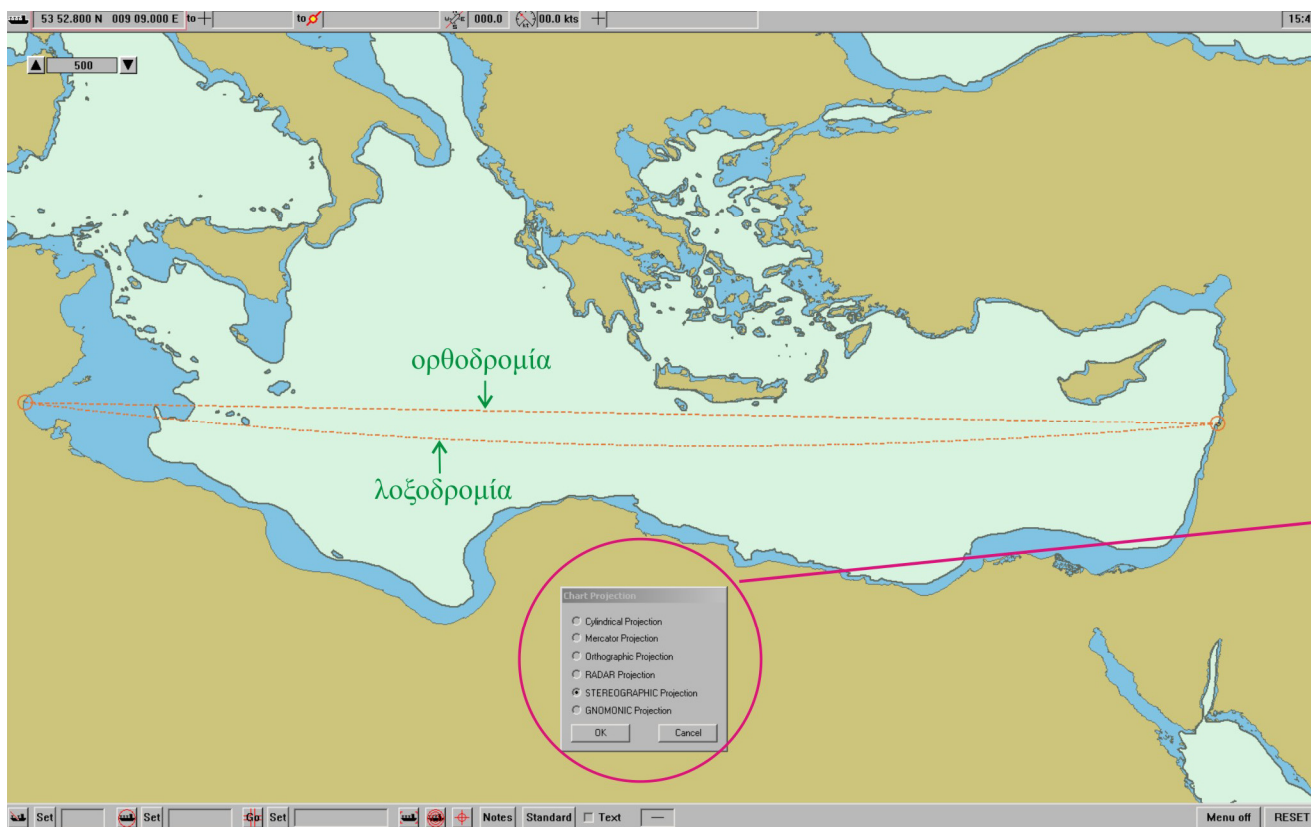 53 52.800 N 009 09.000 E to to 000.0 00.0 kts 15:4
500
ορθοδρομία
λοξοδρομία
Chart Projection
Cylindrical Projection
Mercator Projection
Orthographic Projection
RADAR Projection
STEREOGRAPHIC Projection
GNOMONIC Projection
OK Cancel
Set Set Go Set Notes Standard Text Menu off RESET